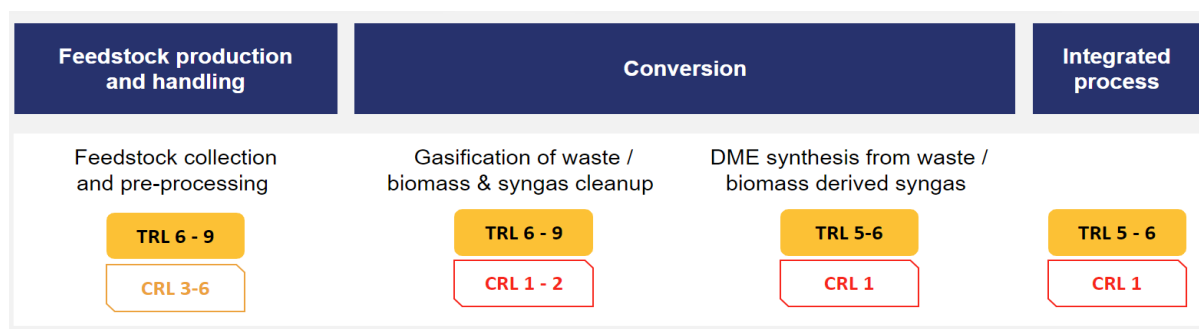 Feedstock production
and handling
Conversion
Integrated
process
Feedstock collection
and pre-processing
TRL 6 - 9
CRL 3-6
Gasification of waste /
biomass & syngas cleanup
TRL 6 - 9
CRL 1 - 2
DME synthesis from waste /
biomass derived syngas
TRL 5-6
CRL 1
TRL 5 - 6
CRL 1